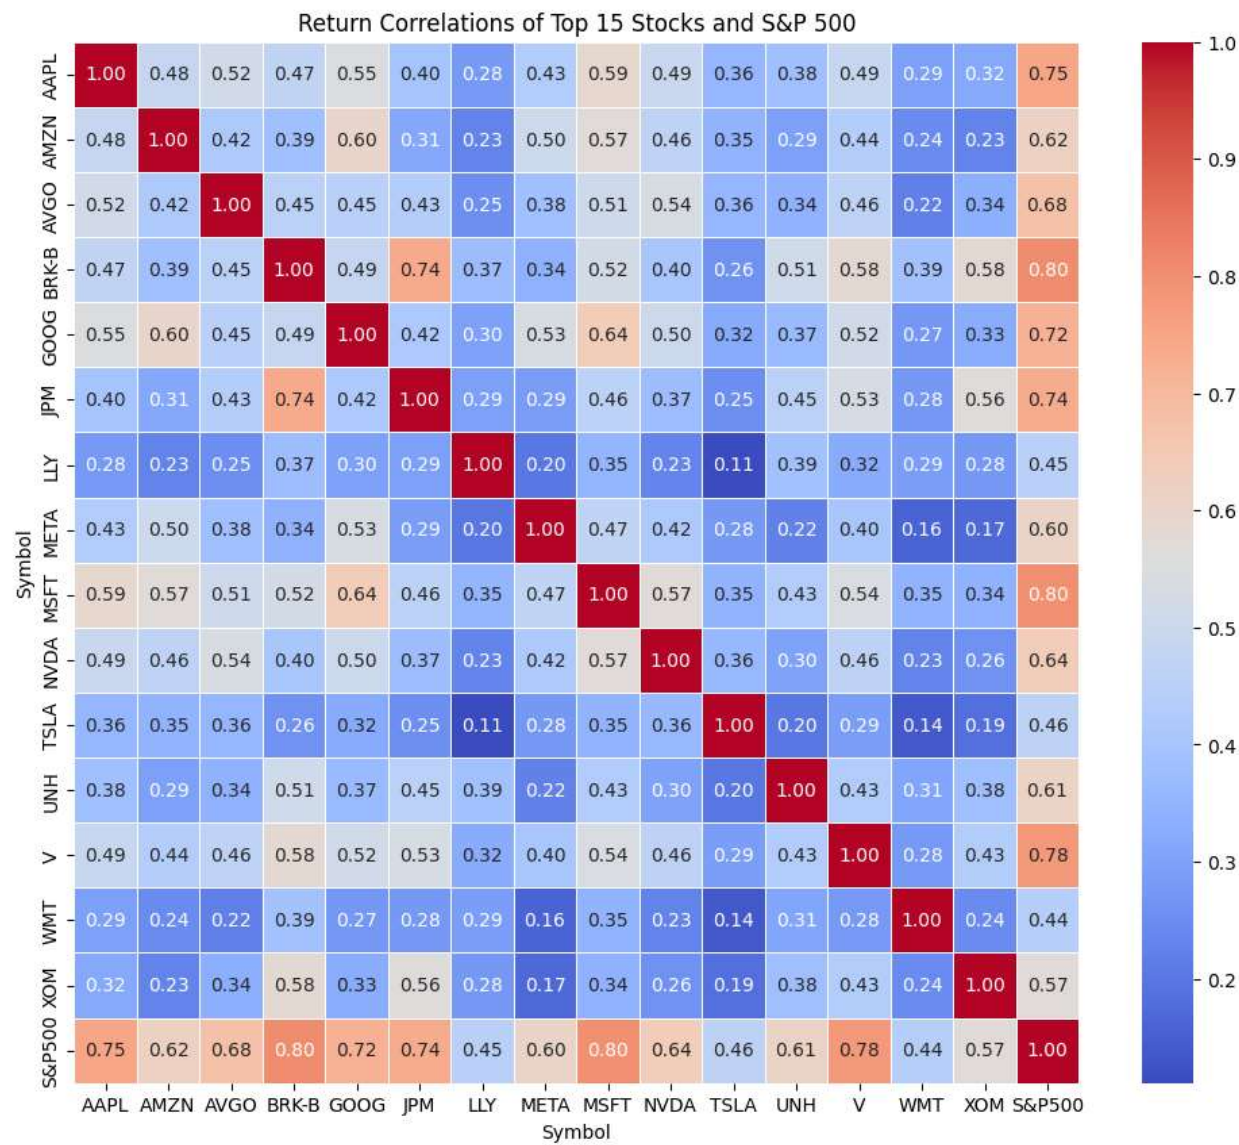 Return Correlations of Top 15 Stocks and S&P 500
AAPL 1.00 0.48 0.52 0.47 0.55 0.40 0.28 0.43 0.59 0.49 0.36 0.38 0.49 0.29 0.32 0.75
AMZN 0.48 1.00 0.42 0.39 0.60 0.31 0.23 0.50 0.57 0.46 0.35 0.29 0.44 0.24 0.23 0.62
AVGO 0.52 0.42 1.00 0.45 0.45 0.43 0.25 0.38 0.51 0.54 0.36 0.34 0.46 0.22 0.34 0.68
BRK-B 0.47 0.39 0.45 1.00 0.49 0.74 0.37 0.34 0.52 0.40 0.26 0.51 0.58 0.39 0.58 0.80
GOOG 0.55 0.60 0.45 0.49 1.00 0.42 0.30 0.53 0.64 0.50 0.32 0.37 0.52 0.27 0.33 0.72
JPM 0.40 0.31 0.43 0.74 0.42 1.00 0.29 0.29 0.46 0.37 0.25 0.45 0.53 0.28 0.56 0.74
LLY 0.28 0.23 0.25 0.37 0.30 0.29 1.00 0.20 0.35 0.23 0.11 0.39 0.32 0.29 0.28 0.45
META 0.43 0.50 0.38 0.34 0.53 0.29 0.20 1.00 0.47 0.42 0.28 0.22 0.40 0.16 0.17 0.60
Symbol
MSFT 0.59 0.57 0.51 0.52 0.64 0.46 0.35 0.47 1.00 0.57 0.35 0.43 0.54 0.35 0.34 0.80
NVDA 0.49 0.46 0.54 0.40 0.50 0.37 0.23 0.42 0.57 1.00 0.36 0.30 0.46 0.23 0.26 0.64
TSLA 0.36 0.35 0.36 0.26 0.32 0.25 0.11 0.28 0.35 0.36 1.00 0.20 0.29 0.14 0.19 0.46
UNH 0.38 0.29 0.34 0.51 0.37 0.45 0.39 0.22 0.43 0.30 0.20 1.00 0.43 0.31 0.38 0.61
V 0.49 0.44 0.46 0.58 0.52 0.53 0.32 0.40 0.54 0.46 0.29 0.43 1.00 0.28 0.43 0.78
WMT 0.29 0.24 0.22 0.39 0.27 0.28 0.29 0.16 0.35 0.23 0.14 0.31 0.28 1.00 0.24 0.44
XOM 0.32 0.23 0.34 0.58 0.33 0.56 0.28 0.17 0.34 0.26 0.19 0.38 0.43 0.24 1.00 0.57
S&P500 0.75 0.62 0.68 0.80 0.72 0.74 0.45 0.60 0.80 0.64 0.46 0.61 0.78 0.44 0.57 1.00
AAPL AMZN AVGO BRK-B GOOG JPM LLY META MSFT NVDA TSLA UNH V WMT XOM S&P500
Symbol
1.0
0.9
0.8
0.7
0.6
0.5
0.4
0.3
0.2